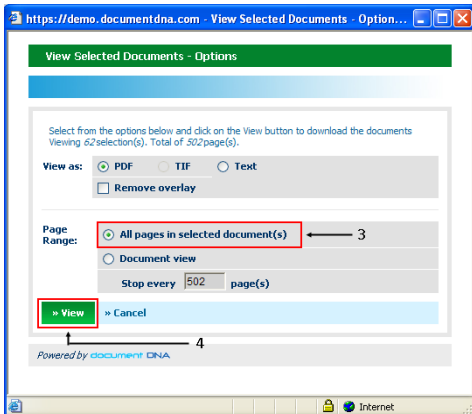 https://demo.documentdna.com - View Selected Documents - Option...
View Selected Documents - Options
Select from the options below and click on the View button to download the documents
Viewing 62 selection(s). Total of 502 page(s).
View as: PDF TIF Text
Remove overlay
Page Range: All pages in selected document(s) 3
Document view
Stop every 502 page(s)
» View » Cancel
4
Powered by document DNA
Internet